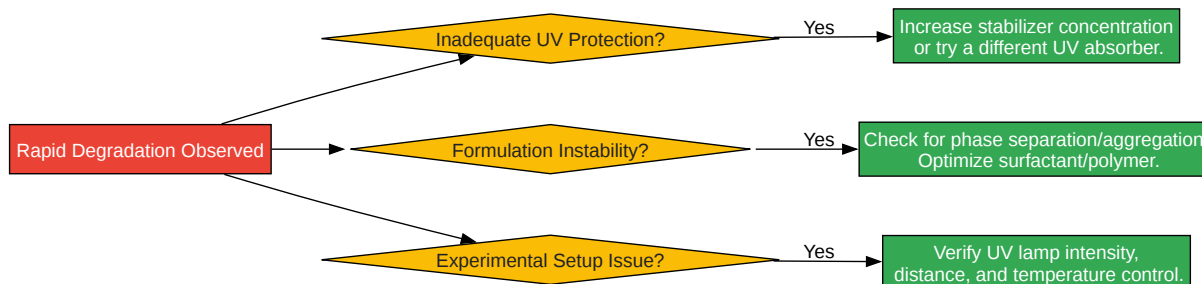 Inadequate UV Protection?
Yes
Increase stabilizer concentration
or try a different UV absorber.
Rapid Degradation Observed
Formulation Instability?
Yes
Check for phase separation/aggregation
Optimize surfactant/polymer.
Experimental Setup Issue?
Yes
Verify UV lamp intensity,
distance, and temperature control.